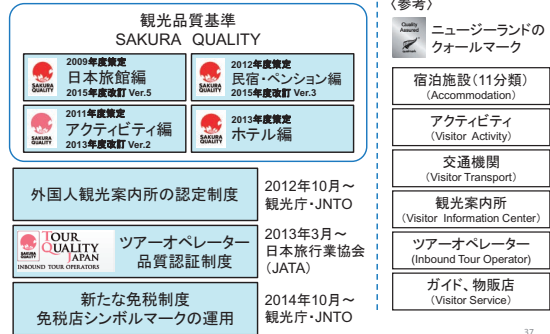 観光品質基準
SAKURA QUALITY
SAKURA
QUALITY
2009年度策定
日本旅館編
2015年度改訂 Ver.5
SAKURA
QUALITY
2012年度策定
民宿・ペンション編
2015年度改訂 Ver.3
SAKURA
QUALITY
2011年度策定
アクティビティ編
2013年度改訂 Ver.2
SAKURA
QUALITY
2013年度策定
ホテル編
外国人観光案内所の認定制度
2012年10月～
観光庁・JNTO
TOUR
QUALITY
JAPAN
INBOUND TOUR OPERATORS
ツアーオペレーター
品質認証制度
2013年3月～
日本旅行業協会
(JATA)
新たな免税制度
免税店シンボルマークの運用
2014年10月～
観光庁・JNTO
〈参考〉
Quality
Assured
ニュージーランドの
クォールマーク
宿泊施設(11分類)
(Accommodation)
アクティビティ
(Visitor Activity)
交通機関
(Visitor Transport)
観光案内所
(Visitor Information Center)
ツアーオペレーター
(Inbound Tour Operator)
ガイド、物販店
(Visitor Service)
37